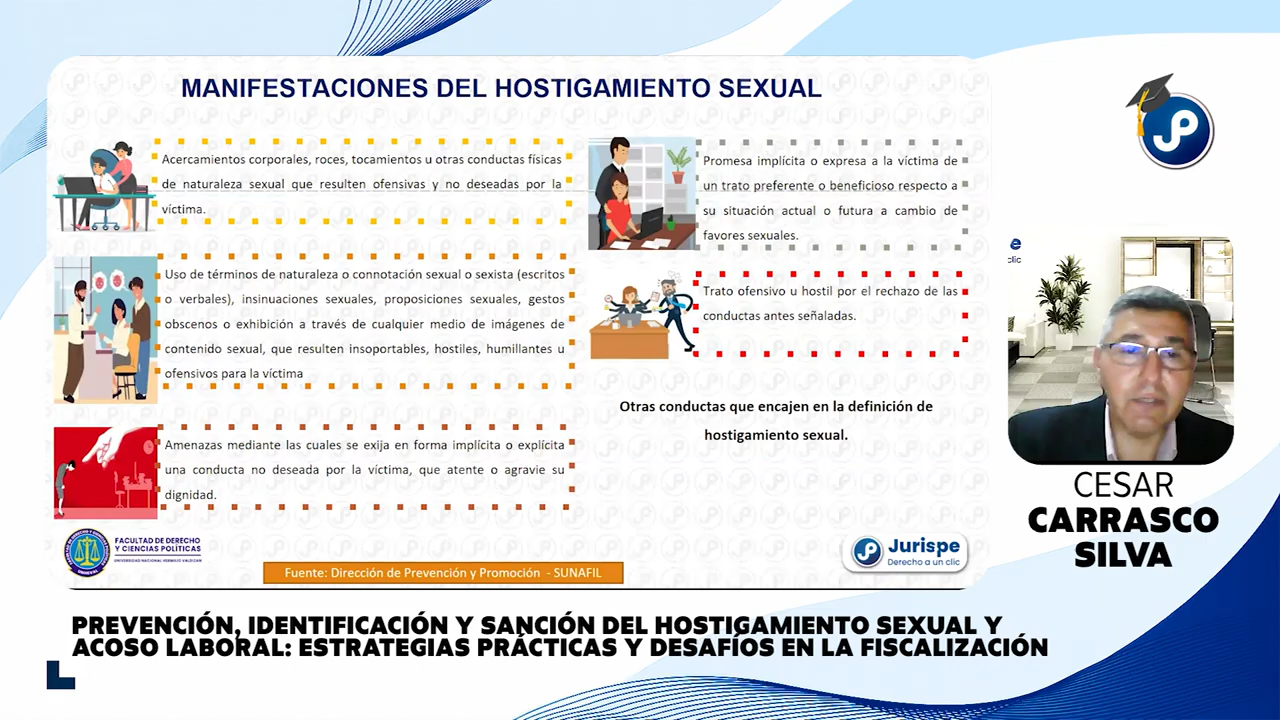 MANIFESTACIONES DEL HOSTIGAMIENTO SEXUAL
Acercamientos corporales, roces, tocamientos u otras conductas físicas
de naturaleza sexual que resulten ofensivas y no deseadas por la
víctima.
Uso de términos de naturaleza o connotación sexual o sexista (escritos
o verbales), insinuaciones sexuales, proposiciones sexuales, gestos
obscenos o exhibición a través de cualquier medio de imágenes de
contenido sexual, que resulten insoportables, hostiles, humillantes u
ofensivos para la víctima
Amenazas mediante las cuales se exija en forma implícita o explícita
una conducta no deseada por la víctima, que atente o agravie su
dignidad.
Promesa implícita o expresa a la víctima de
un trato preferente o beneficioso respecto a
su situación actual o futura a cambio de
favores sexuales.
Trato ofensivo u hostil por el rechazo de las
conductas antes señaladas.
Otras conductas que encajen en la definición de
hostigamiento sexual.
FACULTAD DE DERECHO
Y CIENCIAS POLÍTICAS
UNIVERSIDAD NACIONAL HERMILIO VALDIZAN
Fuente: Dirección de Prevención y Promoción - SUNAFIL
JP
Jurispe
Derecho a un clic
JP
e
clic
CESAR
CARRASCO
SILVA
PREVENCIÓN, IDENTIFICACIÓN Y SANCIÓN DEL HOSTIGAMIENTO SEXUAL Y
ACOSO LABORAL: ESTRATEGIAS PRÁCTICAS Y DESAFÍOS EN LA FISCALIZACIÓN